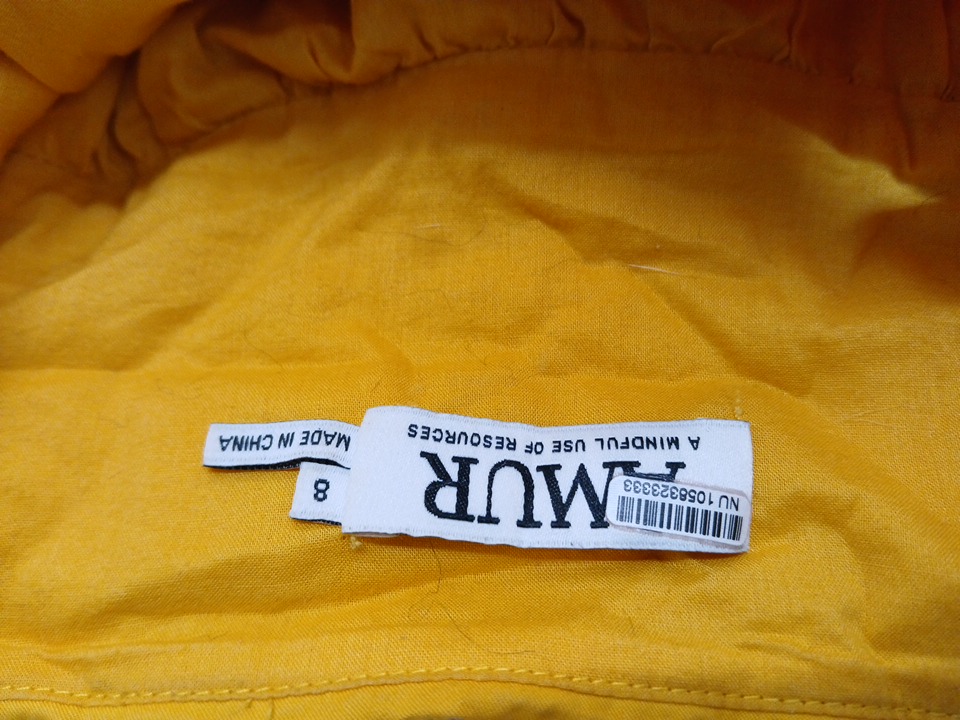 NU 1058323333
AMUR
A MINDFUL USE OF RESOURCES
8
MADE IN CHINA